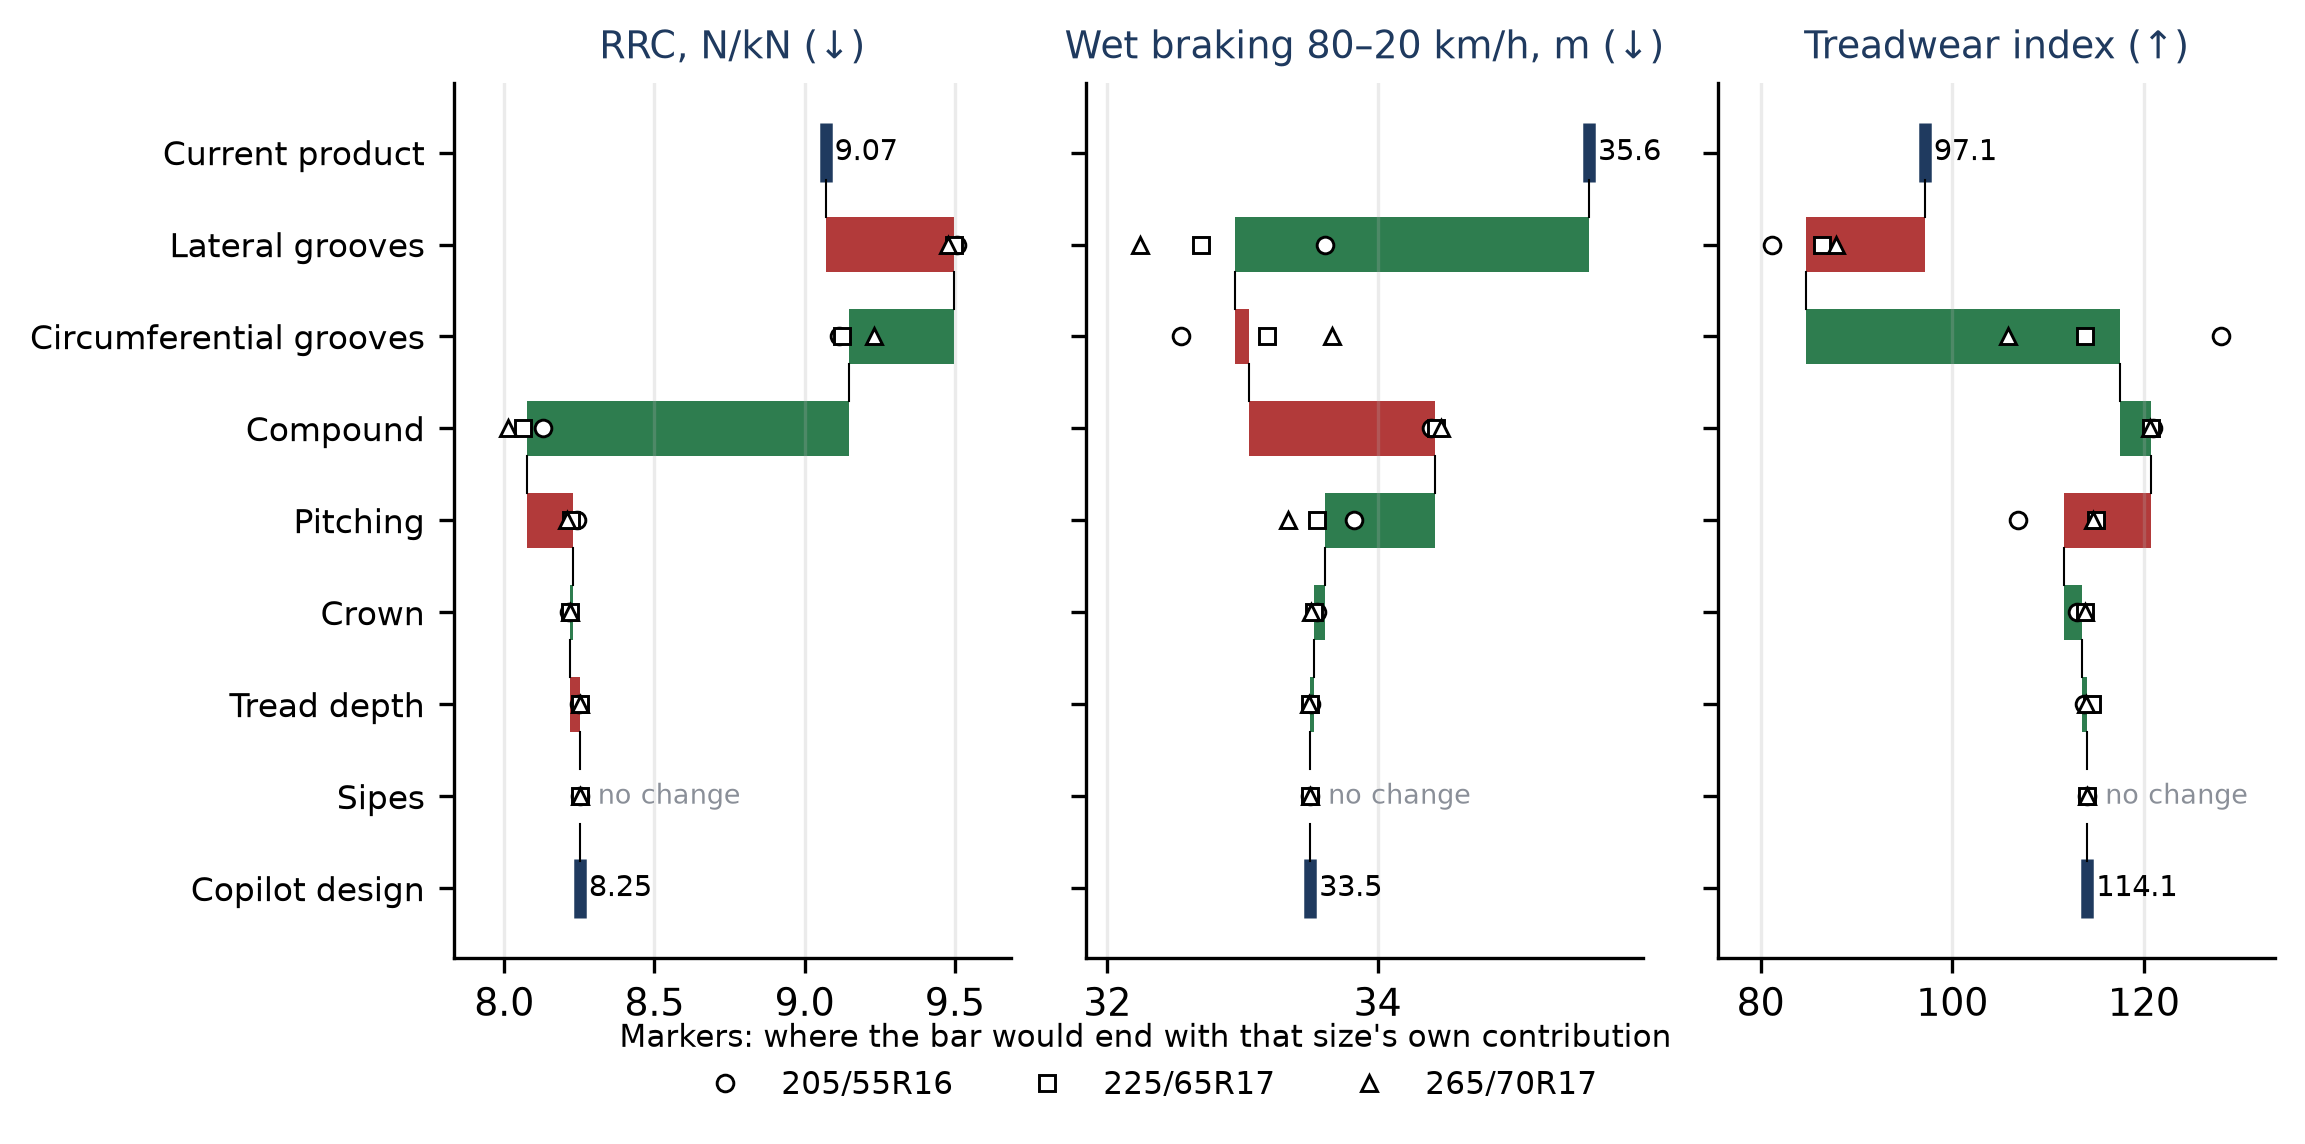 RRC, N/kN (↓)
Wet braking 80–20 km/h, m (↓)
Treadwear index (↑)
Current product
9.07
35.6
97.1
Lateral grooves
Circumferential grooves
Compound
Pitching
Crown
Tread depth
Sipes
no change
no change
no change
Copilot design
8.25
33.5
114.1
8.0
8.5
9.0
9.5
32
34
80
100
120
Markers: where the bar would end with that size's own contribution
205/55R16
225/65R17
265/70R17